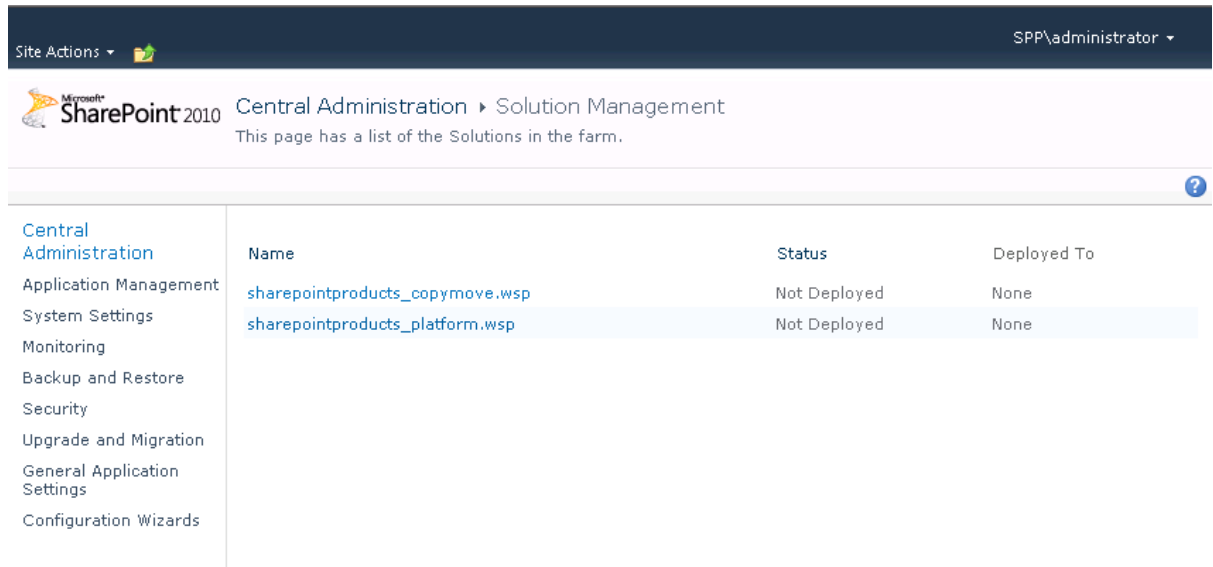 SPP\administrator
Site Actions
Microsoft
SharePoint 2010
Central Administration Solution Management
This page has a list of the Solutions in the farm.
?
Central
Administration
Application Management
System Settings
Monitoring
Backup and Restore
Security
Upgrade and Migration
General Application
Settings
Configuration Wizards
Name Status Deployed To
sharepointproducts_copymove.wsp Not Deployed None
sharepointproducts_platform.wsp Not Deployed None